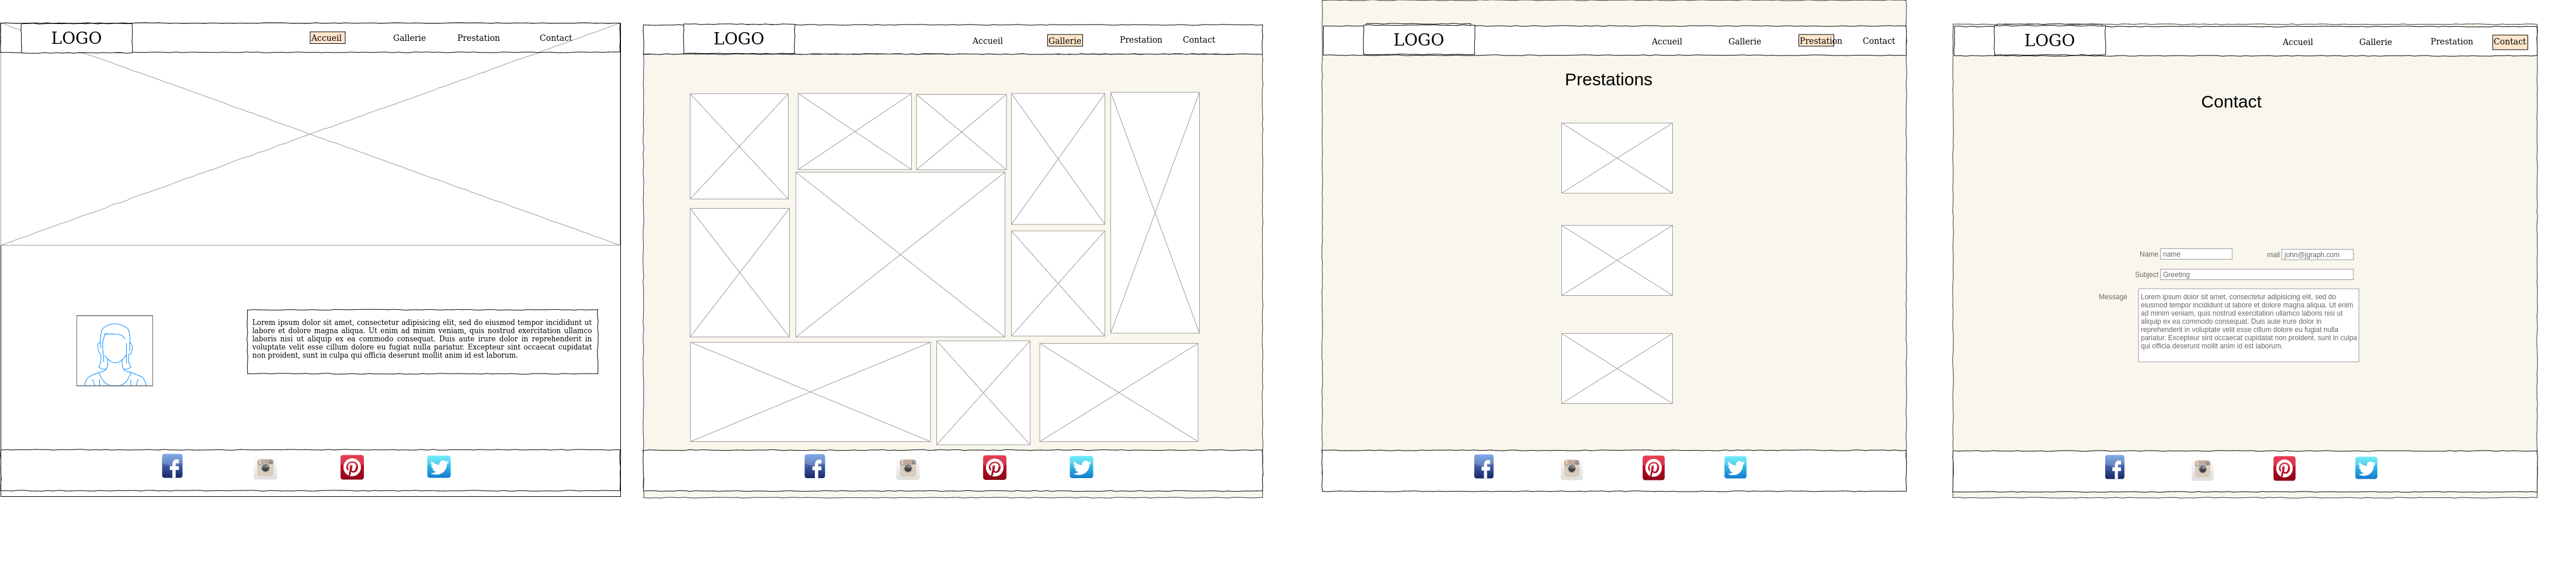 LOGO
Accueil
Gallerie
Prestation
Contact
Lorem ipsum dolor sit amet, consectetur adipisicing elit, sed do eiusmod tempor incididunt ut
labore et dolore magna aliqua. Ut enim ad minim veniam, quis nostrud exercitation ullamco
laboris nisi ut aliquip ex ea commodo consequat. Duis aute irure dolor in reprehenderit in
voluptate velit esse cillum dolore eu fugiat nulla pariatur. Excepteur sint occaecat cupidatat
non proident, sunt in culpa qui officia deserunt mollit anim id est laborum.
LOGO
Accueil
Gallerie
Prestation
Contact
LOGO
Accueil
Gallerie
Prestation
Contact
Prestations
LOGO
Accueil
Gallerie
Prestation
Contact
Contact
Name
name
mail
john@jgraph.com
Subject
Greeting
Message
Lorem ipsum dolor sit amet, consectetur adipisicing elit, sed do
eiusmod tempor incididunt ut labore et dolore magna aliqua. Ut enim
ad minim veniam, quis nostrud exercitation ullamco laboris nisi ut
aliquip ex ea commodo consequat. Duis aute irure dolor in
reprehenderit in voluptate velit esse cillum dolore eu fugiat nulla
pariatur. Excepteur sint occaecat cupidatat non proident, sunt in culpa
qui officia deserunt mollit anim id est laborum.